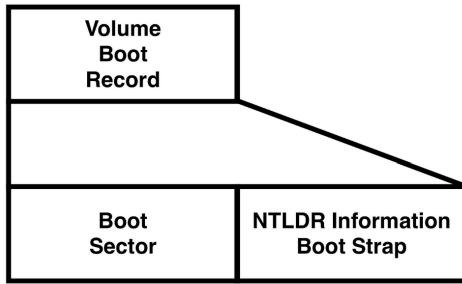 Volume
Boot
Record
Boot
Sector
NTLDR Information
Boot Strap